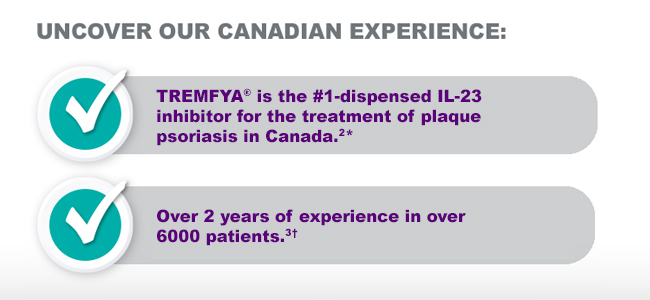 UNCOVER OUR CANADIAN EXPERIENCE:
TREMFYA® is the #1-dispensed IL-23
inhibitor for the treatment of plaque
psoriasis in Canada.²*
Over 2 years of experience in over
6000 patients.³†